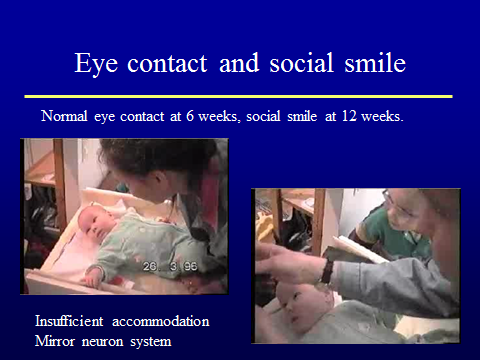 Eye contact and social smile
Normal eye contact at 6 weeks, social smile at 12 weeks.
26 3 96
Insufficient accommodation
Mirror neuron system